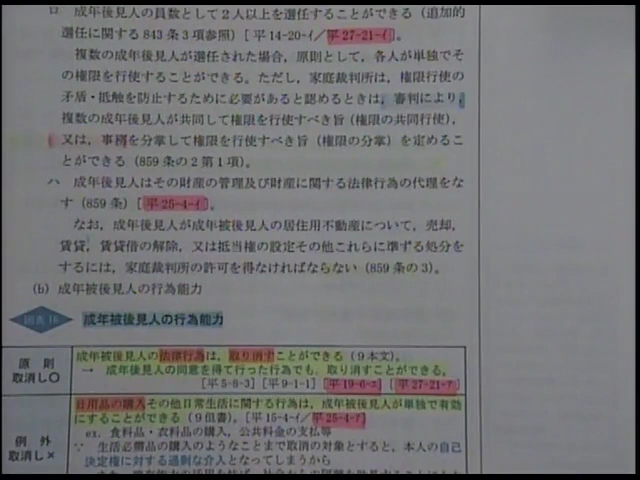 ロ 成年後見人の員数として2人以上を選任することができる（追加的
選任に関する843条3項参照）[平14-20-イ／平27-21-イ]。
複数の成年後見人が選任された場合，原則として，各人が単独でそ
の権限を行使することができる。ただし，家庭裁判所は，権限行使の
矛盾・抵触を防止するために必要があると認めるときは，審判により，
複数の成年後見人が共同して権限を行使すべき旨（権限の共同行使），
又は，事務を分掌して権限を行使すべき旨（権限の分掌）を定めるこ
とができる（859条の2第1項）。
ハ 成年後見人はその財産の管理及び財産に関する法律行為の代理をな
す（859条）[平25-4-イ]。
なお，成年後見人が成年被後見人の居住用不動産について，売却，
賃貸，賃貸借の解除，又は抵当権の設定その他これらに準ずる処分を
するには，家庭裁判所の許可を得なければならない（859条の3）。
(b) 成年被後見人の行為能力
図表16 成年被後見人の行為能力
原則
取消し○
成年被後見人の法律行為は，取り消すことができる（9本文）。
→ 成年後見人の同意を得て行った行為でも，取り消すことができる。
[平5-8-3] [平9-1-1] [平19-6-エ] [平27-21-ア]
例外
取消し×
日用品の購入その他日常生活に関する行為は，成年被後見人が単独で有効
にすることができる（9但書）。[平15-4-イ／平25-4-ア]
ex. 食料品・衣料品の購入，公共料金の支払等
∵ 生活必需品の購入のようなことまで取消の対象とすると，本人の自己
決定権に対する過剰な介入となってしまうから